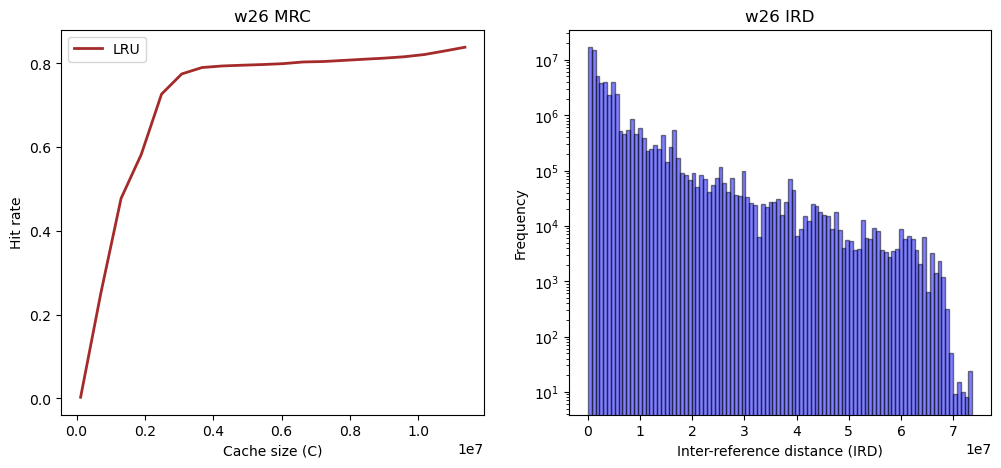 w26 MRC
LRU
Hit rate
0.8
0.6
0.4
0.2
0.0
0.0 0.2 0.4 0.6 0.8 1.0
1e7
Cache size (C)
w26 IRD
Frequency
10^7
10^6
10^5
10^4
10^3
10^2
10^1
0 1 2 3 4 5 6 7
1e7
Inter-reference distance (IRD)